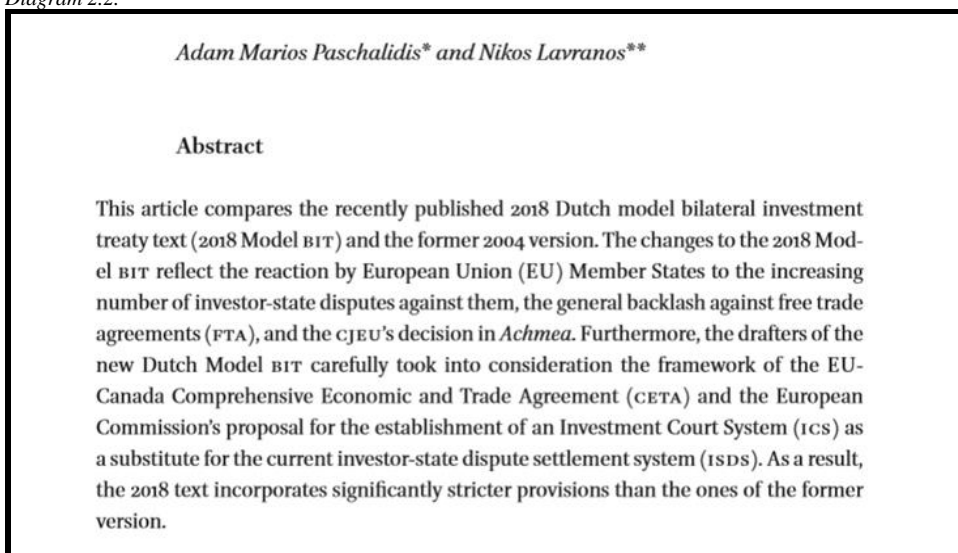 Diagram 2.2.
Adam Marios Paschalidis* and Nikos Lavranos**
Abstract
This article compares the recently published 2018 Dutch model bilateral investment
treaty text (2018 Model BIT) and the former 2004 version. The changes to the 2018 Mod-
el BIT reflect the reaction by European Union (EU) Member States to the increasing
number of investor-state disputes against them, the general backlash against free trade
agreements (FTA), and the CJEU's decision in Achmea. Furthermore, the drafters of the
new Dutch Model BIT carefully took into consideration the framework of the EU-
Canada Comprehensive Economic and Trade Agreement (CETA) and the European
Commission's proposal for the establishment of an Investment Court System (ICS) as
a substitute for the current investor-state dispute settlement system (ISDS). As a result,
the 2018 text incorporates significantly stricter provisions than the ones of the former
version.